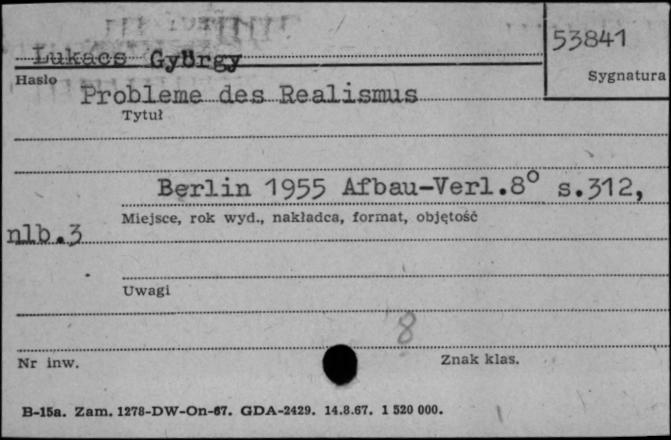 53841
Lukacs György
Hasło
Sygnatura
Probleme des Realismus
Tytuł
Berlin 1955 Afbau-Verl.8° s.312,
Miejsce, rok wyd., nakładca, format, objętość
nlb.3
Uwagi
8
Nr inw.
Znak klas.
B-15a. Zam. 1278-DW-On-67. GDA-2429. 14.8.67. 1 520 000.